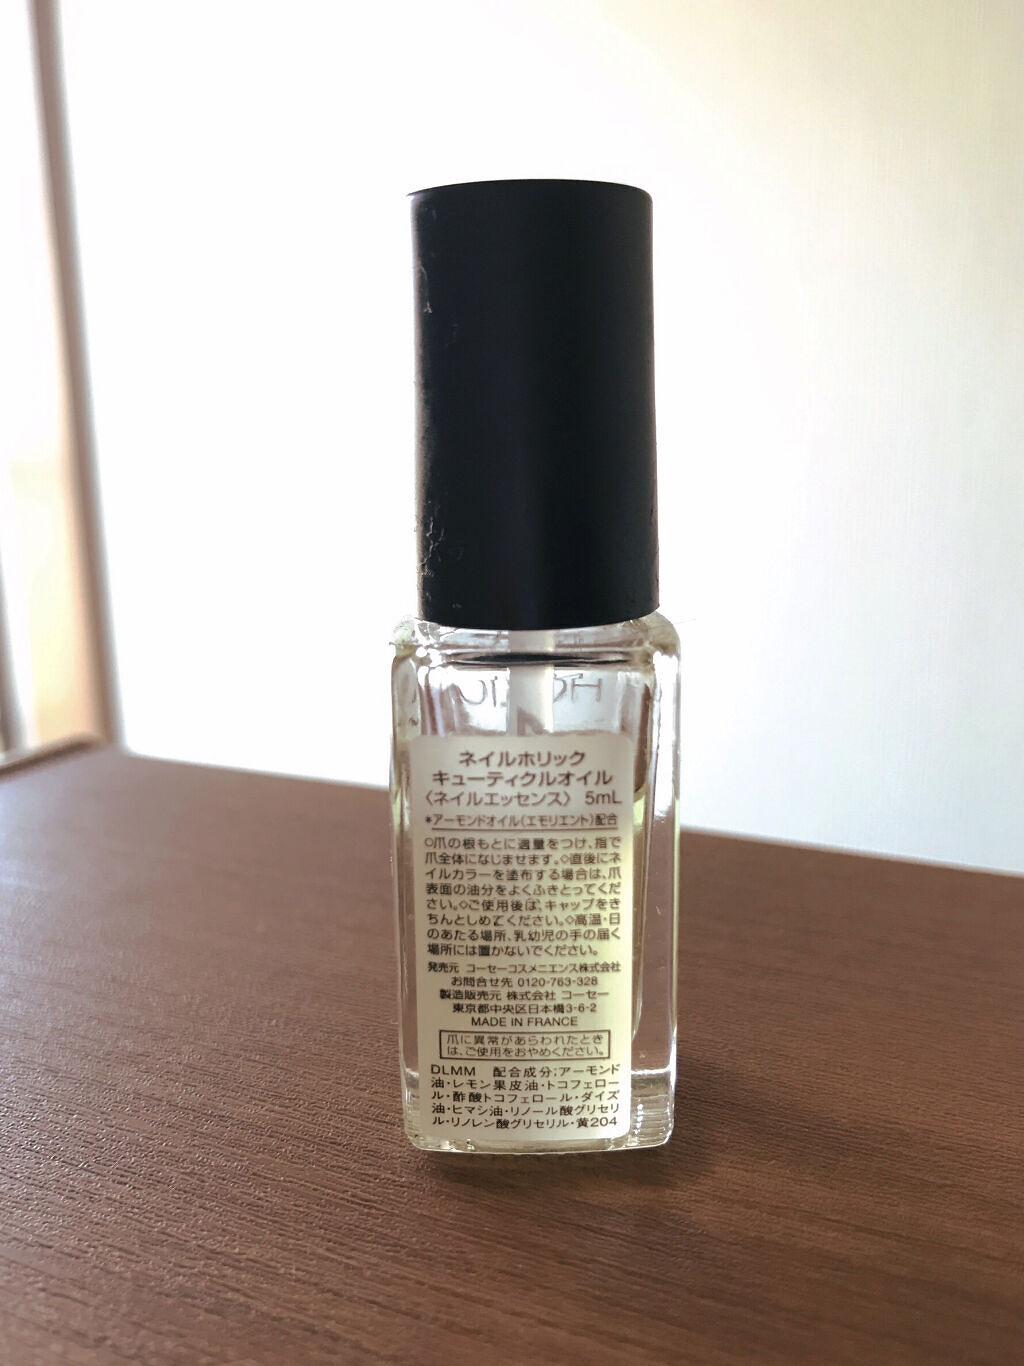 ネイルホリック
キューティクルオイル
〈ネイルエッセンス〉 5mL
*アーモンドオイル(エモリエント)配合
○爪の根もとに適量をつけ、指で
爪全体になじませます。◇直後にネ
イルカラーを塗布する場合は、爪
表面の油分をよくふきとってくだ
さい。◇ご使用後は、キャップをき
ちんとしめてください。◇高温・日
のあたる場所、乳幼児の手の届く
場所には置かないでください。
発売元 コーセーコスメニエンス株式会社
お問合せ先 0120-763-328
製造販売元 株式会社 コーセー
東京都中央区日本橋3-6-2
MADE IN FRANCE
爪に異常があらわれたとき
は、ご使用をおやめください。
DLMM 配合成分:アーモンド
油・レモン果皮油・トコフェロー
ル・酢酸トコフェロール・ダイズ
油・ヒマシ油・リノール酸グリセリ
ル・リノレン酸グリセリル・黄204